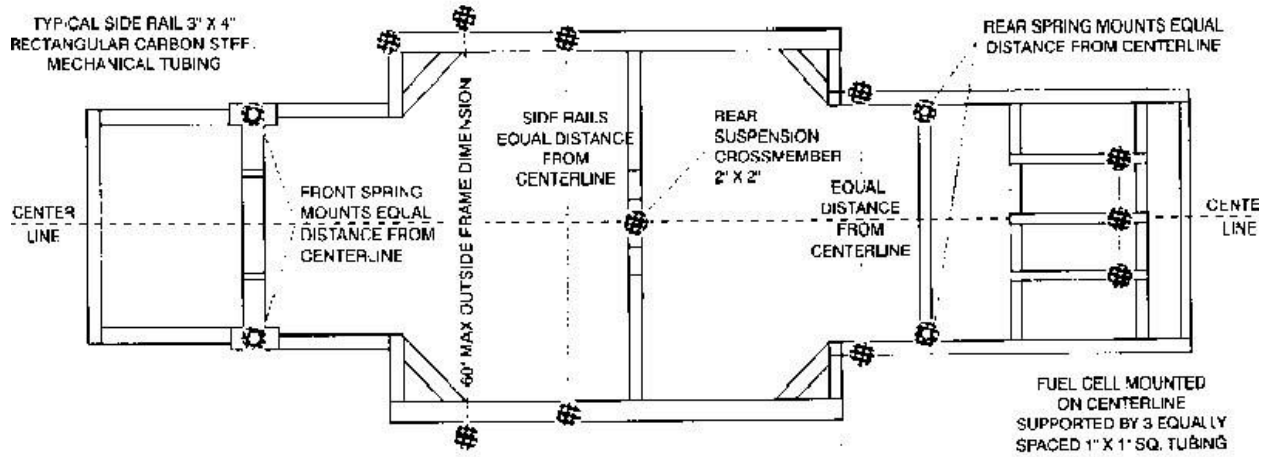 TYPICAL SIDE RAIL 3" X 4"
RECTANGULAR CARBON STEEL
MECHANICAL TUBING
REAR SPRING MOUNTS EQUAL
DISTANCE FROM CENTERLINE
SIDE RAILS
EQUAL DISTANCE
FROM
CENTERLINE
REAR
SUSPENSION
CROSSMEMBER
2" X 2"
60" MAX OUTSIDE FRAME DIMENSION
FRONT SPRING
MOUNTS EQUAL
DISTANCE FROM
CENTERLINE
EQUAL
DISTANCE
FROM
CENTERLINE
CENTER
LINE
CENTE
LINE
FUEL CELL MOUNTED
ON CENTERLINE
SUPPORTED BY 3 EQUALLY
SPACED 1" X 1" SQ. TUBING